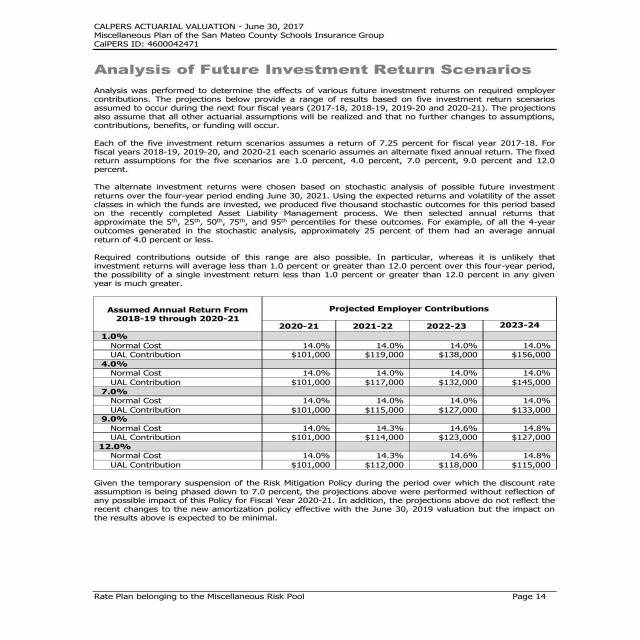 CALPERS ACTUARIAL VALUATION - June 30, 2017
Miscellaneous Plan of the San Mateo County Schools Insurance Group
CalPERS ID: 4600042471
Analysis of Future Investment Return Scenarios
Analysis was performed to determine the effects of various future investment returns on required employer
contributions. The projections below provide a range of results based on five investment return scenarios
assumed to occur during the next four fiscal years (2017-18, 2018-19, 2019-20 and 2020-21). The projections
also assume that all other actuarial assumptions will be realized and that no further changes to assumptions,
contributions, benefits, or funding will occur.
Each of the five investment return scenarios assumes a return of 7.25 percent for fiscal year 2017-18. For
fiscal years 2018-19, 2019-20, and 2020-21 each scenario assumes an alternate fixed annual return. The fixed
return assumptions for the five scenarios are 1.0 percent, 4.0 percent, 7.0 percent, 9.0 percent and 12.0
percent.
The alternate investment returns were chosen based on stochastic analysis of possible future investment
returns over the four-year period ending June 30, 2021. Using the expected returns and volatility of the asset
classes in which the funds are invested, we produced five thousand stochastic outcomes for this period based
on the recently completed Asset Liability Management process. We then selected annual returns that
approximate the 5th, 25th, 50th, 75th, and 95th percentiles for these outcomes. For example, of all the 4-year
outcomes generated in the stochastic analysis, approximately 25 percent of them had an average annual
return of 4.0 percent or less.
Required contributions outside of this range are also possible. In particular, whereas it is unlikely that
investment returns will average less than 1.0 percent or greater than 12.0 percent over this four-year period,
the possibility of a single investment return less than 1.0 percent or greater than 12.0 percent in any given
year is much greater.
Assumed Annual Return From Projected Employer Contributions
2018-19 through 2020-21
2020-21 2021-22 2022-23 2023-24
1.0%
Normal Cost 14.0% 14.0% 14.0% 14.0%
UAL Contribution $101,000 $119,000 $138,000 $156,000
4.0%
Normal Cost 14.0% 14.0% 14.0% 14.0%
UAL Contribution $101,000 $117,000 $132,000 $145,000
7.0%
Normal Cost 14.0% 14.0% 14.0% 14.0%
UAL Contribution $101,000 $115,000 $127,000 $133,000
9.0%
Normal Cost 14.0% 14.3% 14.6% 14.8%
UAL Contribution $101,000 $114,000 $123,000 $127,000
12.0%
Normal Cost 14.0% 14.3% 14.6% 14.8%
UAL Contribution $101,000 $112,000 $118,000 $115,000
Given the temporary suspension of the Risk Mitigation Policy during the period over which the discount rate
assumption is being phased down to 7.0 percent, the projections above were performed without reflection of
any possible impact of this Policy for Fiscal Year 2020-21. In addition, the projections above do not reflect the
recent changes to the new amortization policy effective with the June 30, 2019 valuation but the impact on
the results above is expected to be minimal.
Rate Plan belonging to the Miscellaneous Risk Pool Page 14